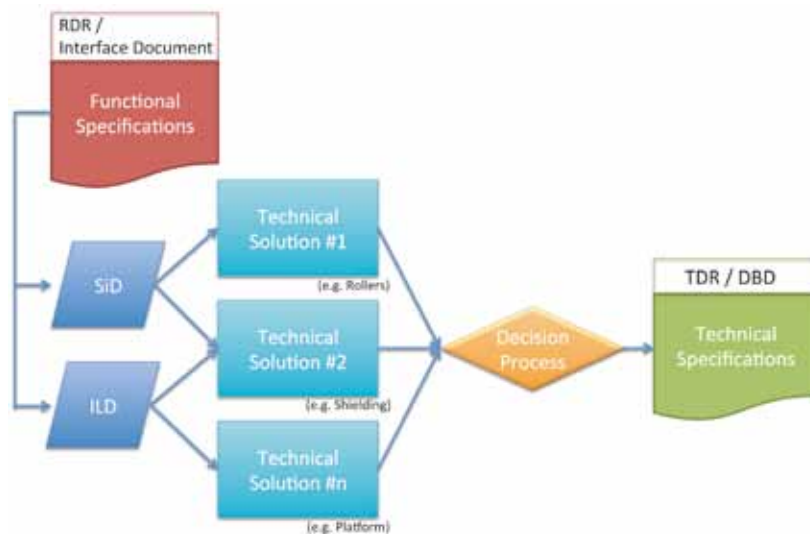 RDR /
Interface Document
Functional
Specifications
Technical
Solution #1
(e.g. Rollers)
SiD
TDR / DBD
Technical
Solution #2
Decision
Process
Technical
Specifications
(e.g. Shielding)
ILD
Technical
Solution #n
(e.g. Platform)